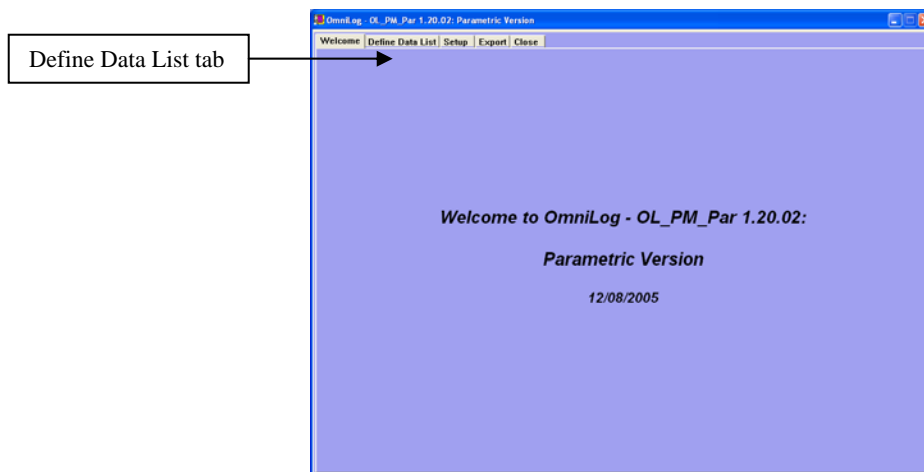 OmniLog - OL_PM_Par 1.20.02: Parametric Version
Welcome Define Data List Setup Export Close
Define Data List tab
Welcome to OmniLog - OL_PM_Par 1.20.02:
Parametric Version
12/08/2005